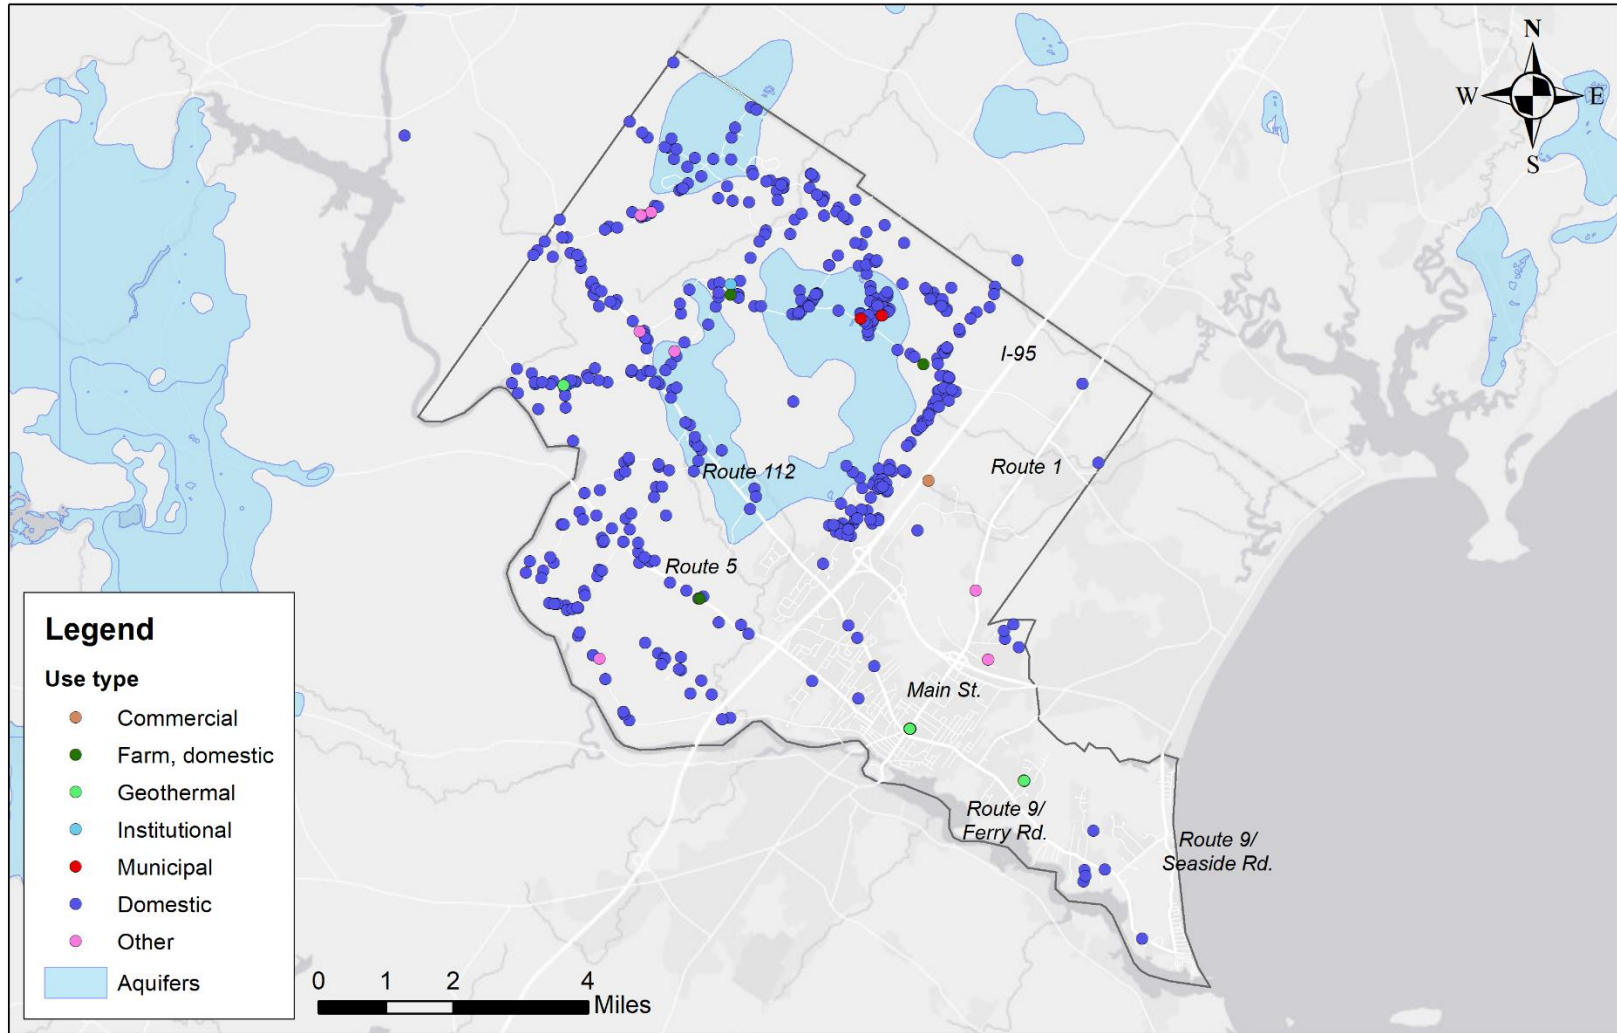 N
W
E
S
I-95
Route 1
Route 112
Route 5
Main St.
Route 9/
Ferry Rd.
Route 9/
Seaside Rd.
Legend
Use type
Commercial
Farm, domestic
Geothermal
Institutional
Municipal
Domestic
Other
Aquifers
0 1 2 4
Miles